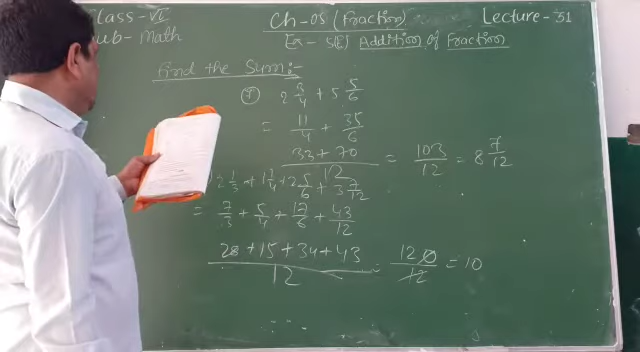 Class-VI Ch-05 (Fraction) Lecture-31
Sub-Math Ex-5(E) Addition of Fraction
Find the Sum:-
2 3/4 + 5 5/6
= 11/4 + 35/6
33+70/12 = 103/12 = 8 7/12
2 1/3 + 1 1/4 + 2 5/6 + 3 7/12
= 7/3 + 5/4 + 17/6 + 43/12
28+15+34+43/12 = 120/12 = 10